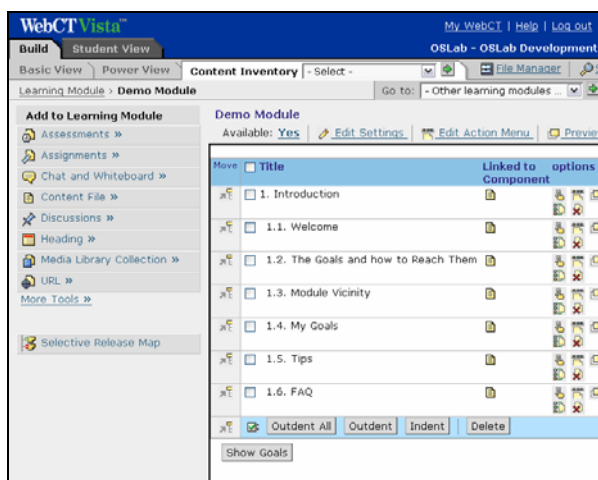 WebCT Vista™
My WebCT | Help | Log out
Build Student View OSLab - OSLab Development
Basic View Power View Content Inventory - Select - File Manager
Learning Module › Demo Module Go to: - Other learning modules ...
Add to Learning Module
Assessments »
Assignments »
Chat and Whiteboard »
Content File »
Discussions »
Heading »
Media Library Collection »
URL »
More Tools »
Selective Release Map
Demo Module
Available: Yes Edit Settings Edit Action Menu Previe
Move Title Linked to Component options
1. Introduction
1.1. Welcome
1.2. The Goals and how to Reach Them
1.3. Module Vicinity
1.4. My Goals
1.5. Tips
1.6. FAQ
Outdent All Outdent Indent Delete
Show Goals